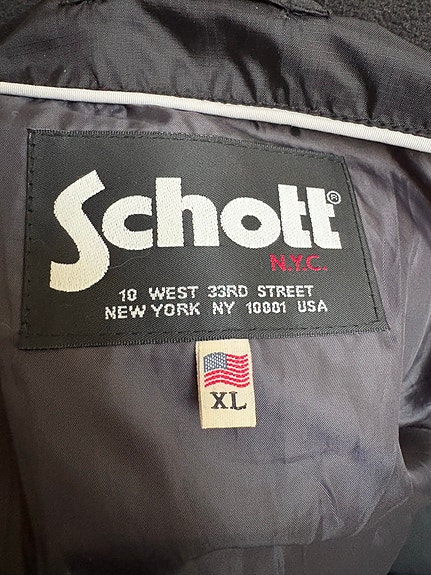 Schott®
N.Y.C.
10 WEST 33RD STREET
NEW YORK NY 10001 USA
XL